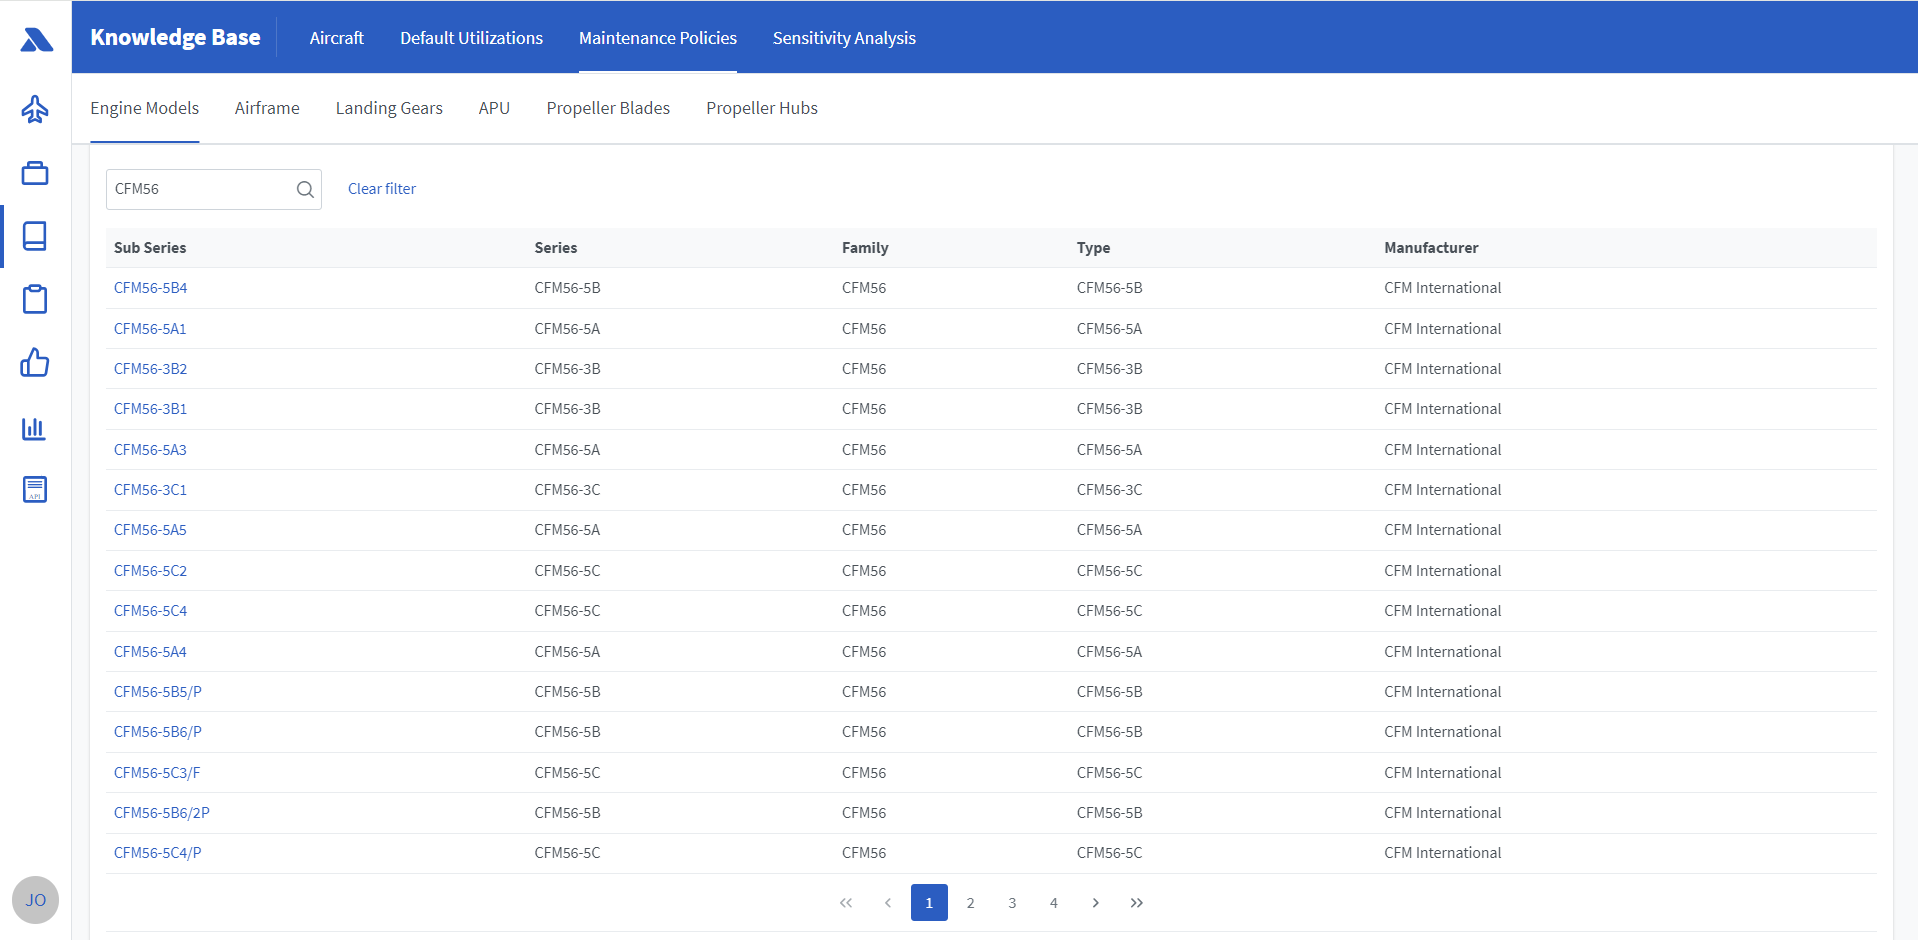 Knowledge Base Aircraft Default Utilizations Maintenance Policies Sensitivity Analysis
Engine Models Airframe Landing Gears APU Propeller Blades Propeller Hubs
CFM56 Clear filter
Sub Series Series Family Type Manufacturer
CFM56-5B4 CFM56-5B CFM56 CFM56-5B CFM International
CFM56-5A1 CFM56-5A CFM56 CFM56-5A CFM International
CFM56-3B2 CFM56-3B CFM56 CFM56-3B CFM International
CFM56-3B1 CFM56-3B CFM56 CFM56-3B CFM International
CFM56-5A3 CFM56-5A CFM56 CFM56-5A CFM International
CFM56-3C1 CFM56-3C CFM56 CFM56-3C CFM International
CFM56-5A5 CFM56-5A CFM56 CFM56-5A CFM International
CFM56-5C2 CFM56-5C CFM56 CFM56-5C CFM International
CFM56-5C4 CFM56-5C CFM56 CFM56-5C CFM International
CFM56-5A4 CFM56-5A CFM56 CFM56-5A CFM International
CFM56-5B5/P CFM56-5B CFM56 CFM56-5B CFM International
CFM56-5B6/P CFM56-5B CFM56 CFM56-5B CFM International
CFM56-5C3/F CFM56-5C CFM56 CFM56-5C CFM International
CFM56-5B6/2P CFM56-5B CFM56 CFM56-5B CFM International
CFM56-5C4/P CFM56-5C CFM56 CFM56-5C CFM International
« ‹ 1 2 3 4 › »
API
JO